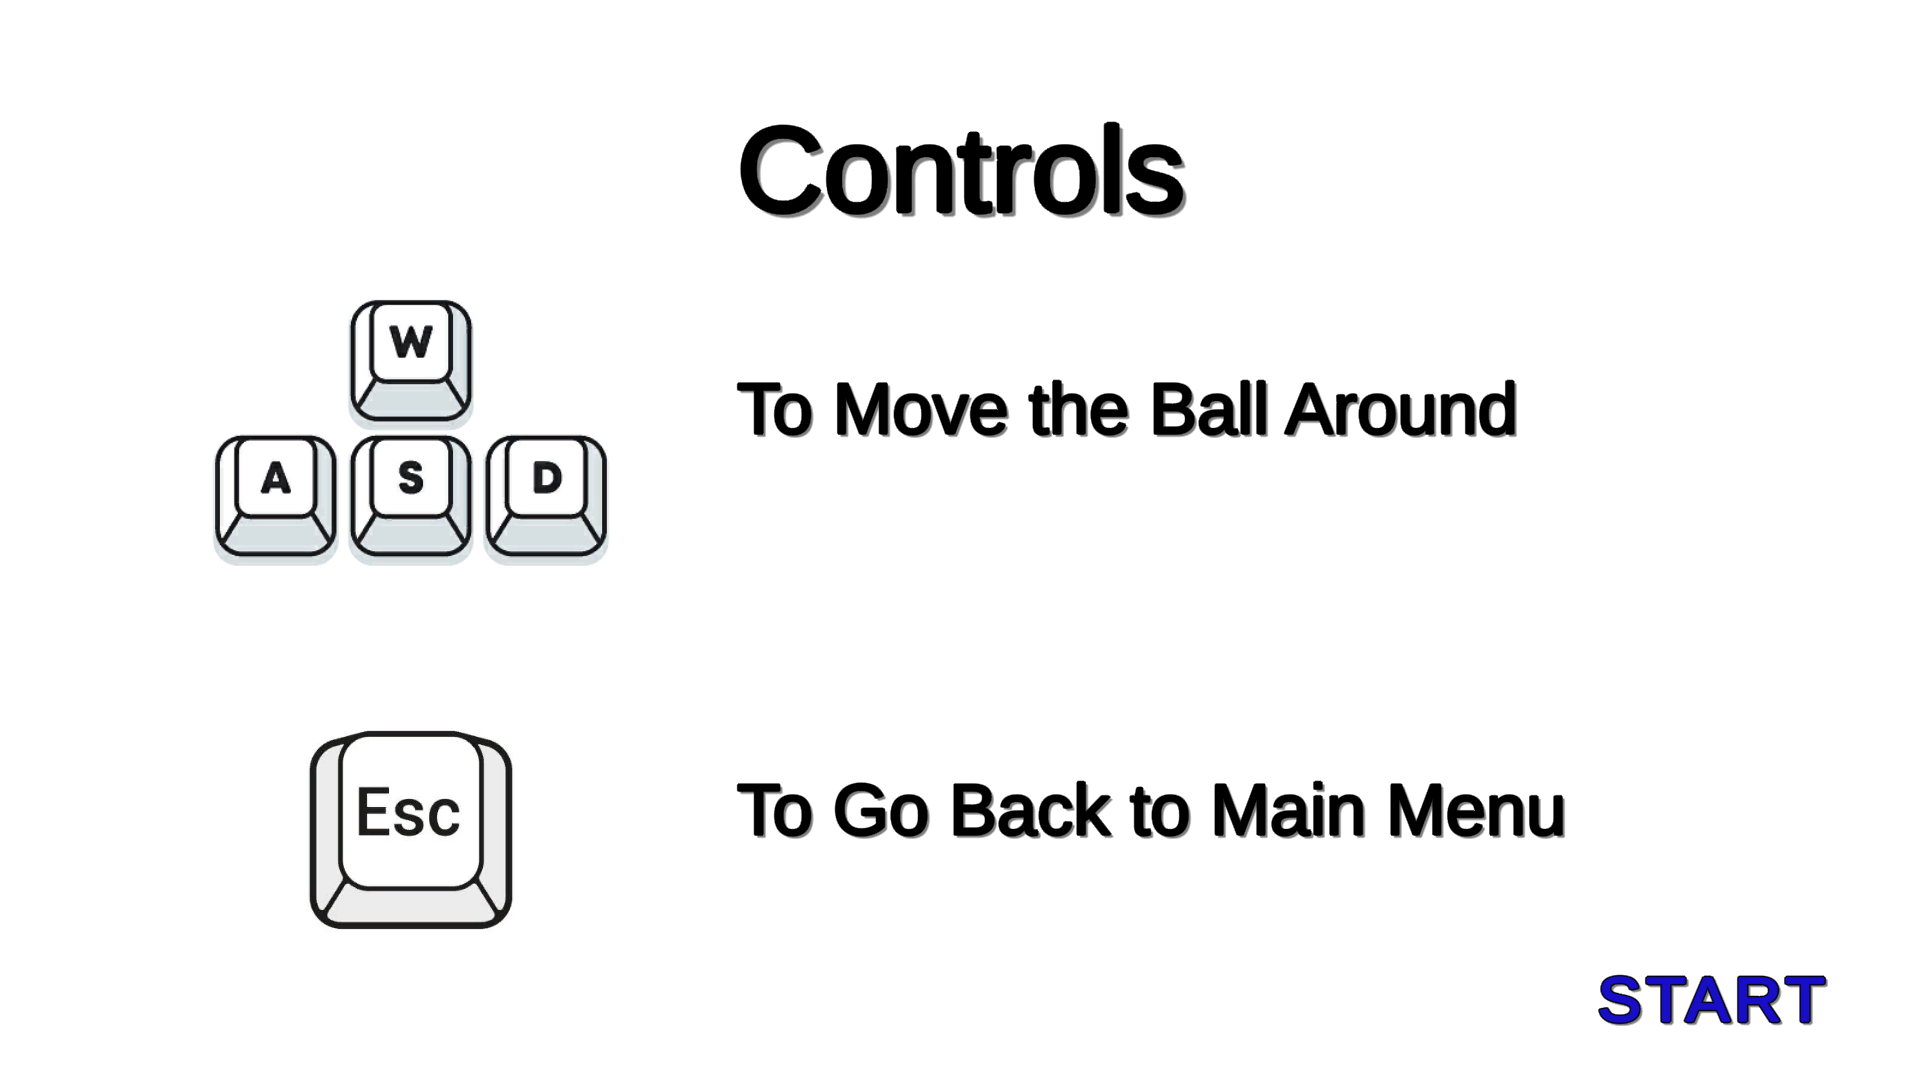 Controls
W
To Move the Ball Around
A S D
Esc
To Go Back to Main Menu
START